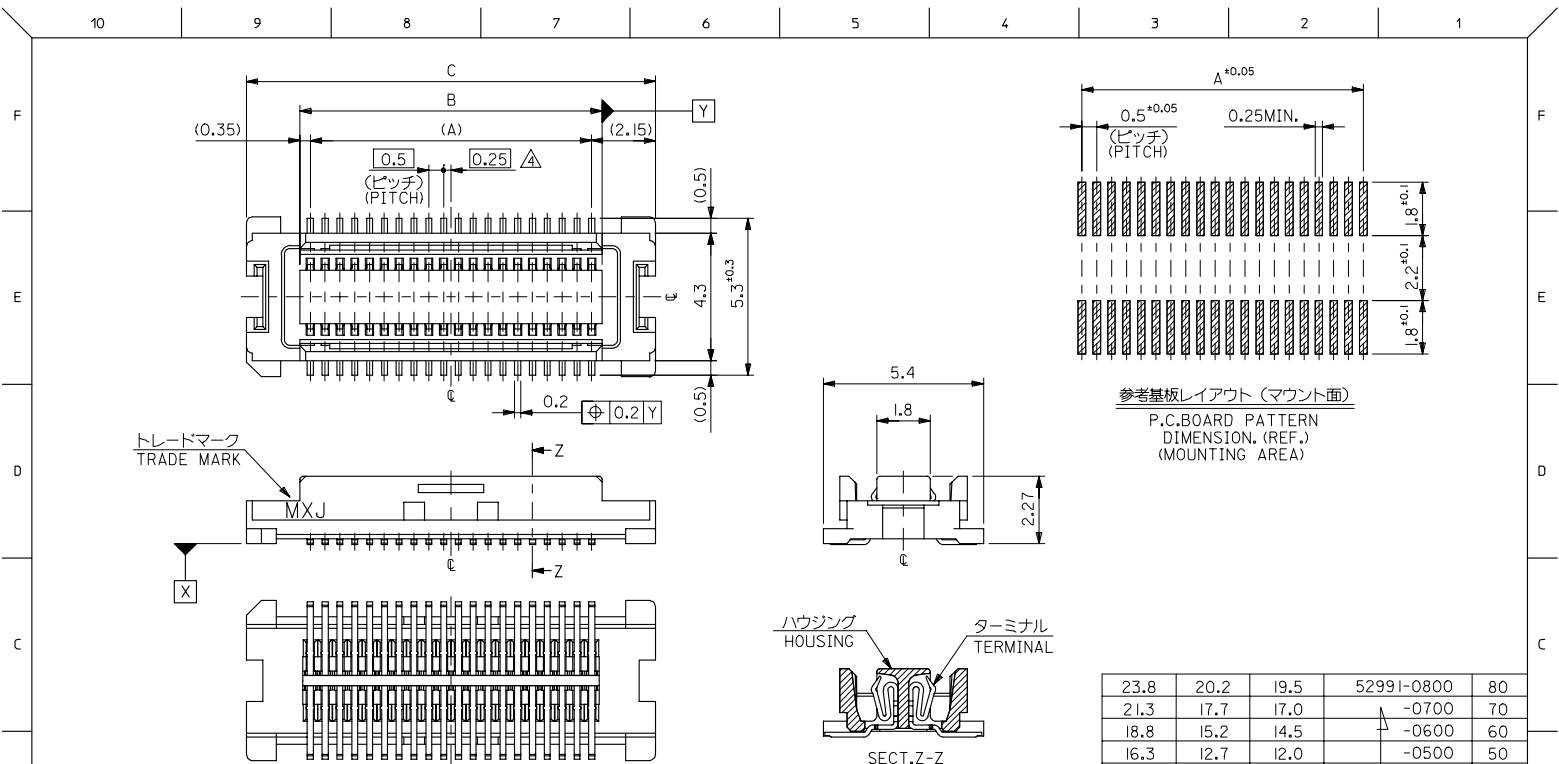 10 9 8 7 6 5 4 3 2 1
F
E
D
C
F
E
D
C
C
B
Y
(0.35)
(A)
(2.15)
0.5
0.25 4
(ピッチ)
(PITCH)
(0.5)
4.3
5.3±0.3
(0.5)
℄
℄
0.2
⌖ 0.2 Y
A±0.05
0.5±0.05
0.25MIN.
(ピッチ)
(PITCH)
1.8±0.1
2.2±0.1
1.8±0.1
参考基板レイアウト (マウント面)
P.C.BOARD PATTERN
DIMENSION.(REF.)
(MOUNTING AREA)
トレードマーク
TRADE MARK
MXJ
Z
Z
℄
X
5.4
1.8
2.27
℄
ハウジング
HOUSING
ターミナル
TERMINAL
SECT.Z-Z
23.8 20.2 19.5 52991-0800 80
21.3 17.7 17.0 -0700 70
18.8 15.2 14.5 -0600 60
16.3 12.7 12.0 -0500 50